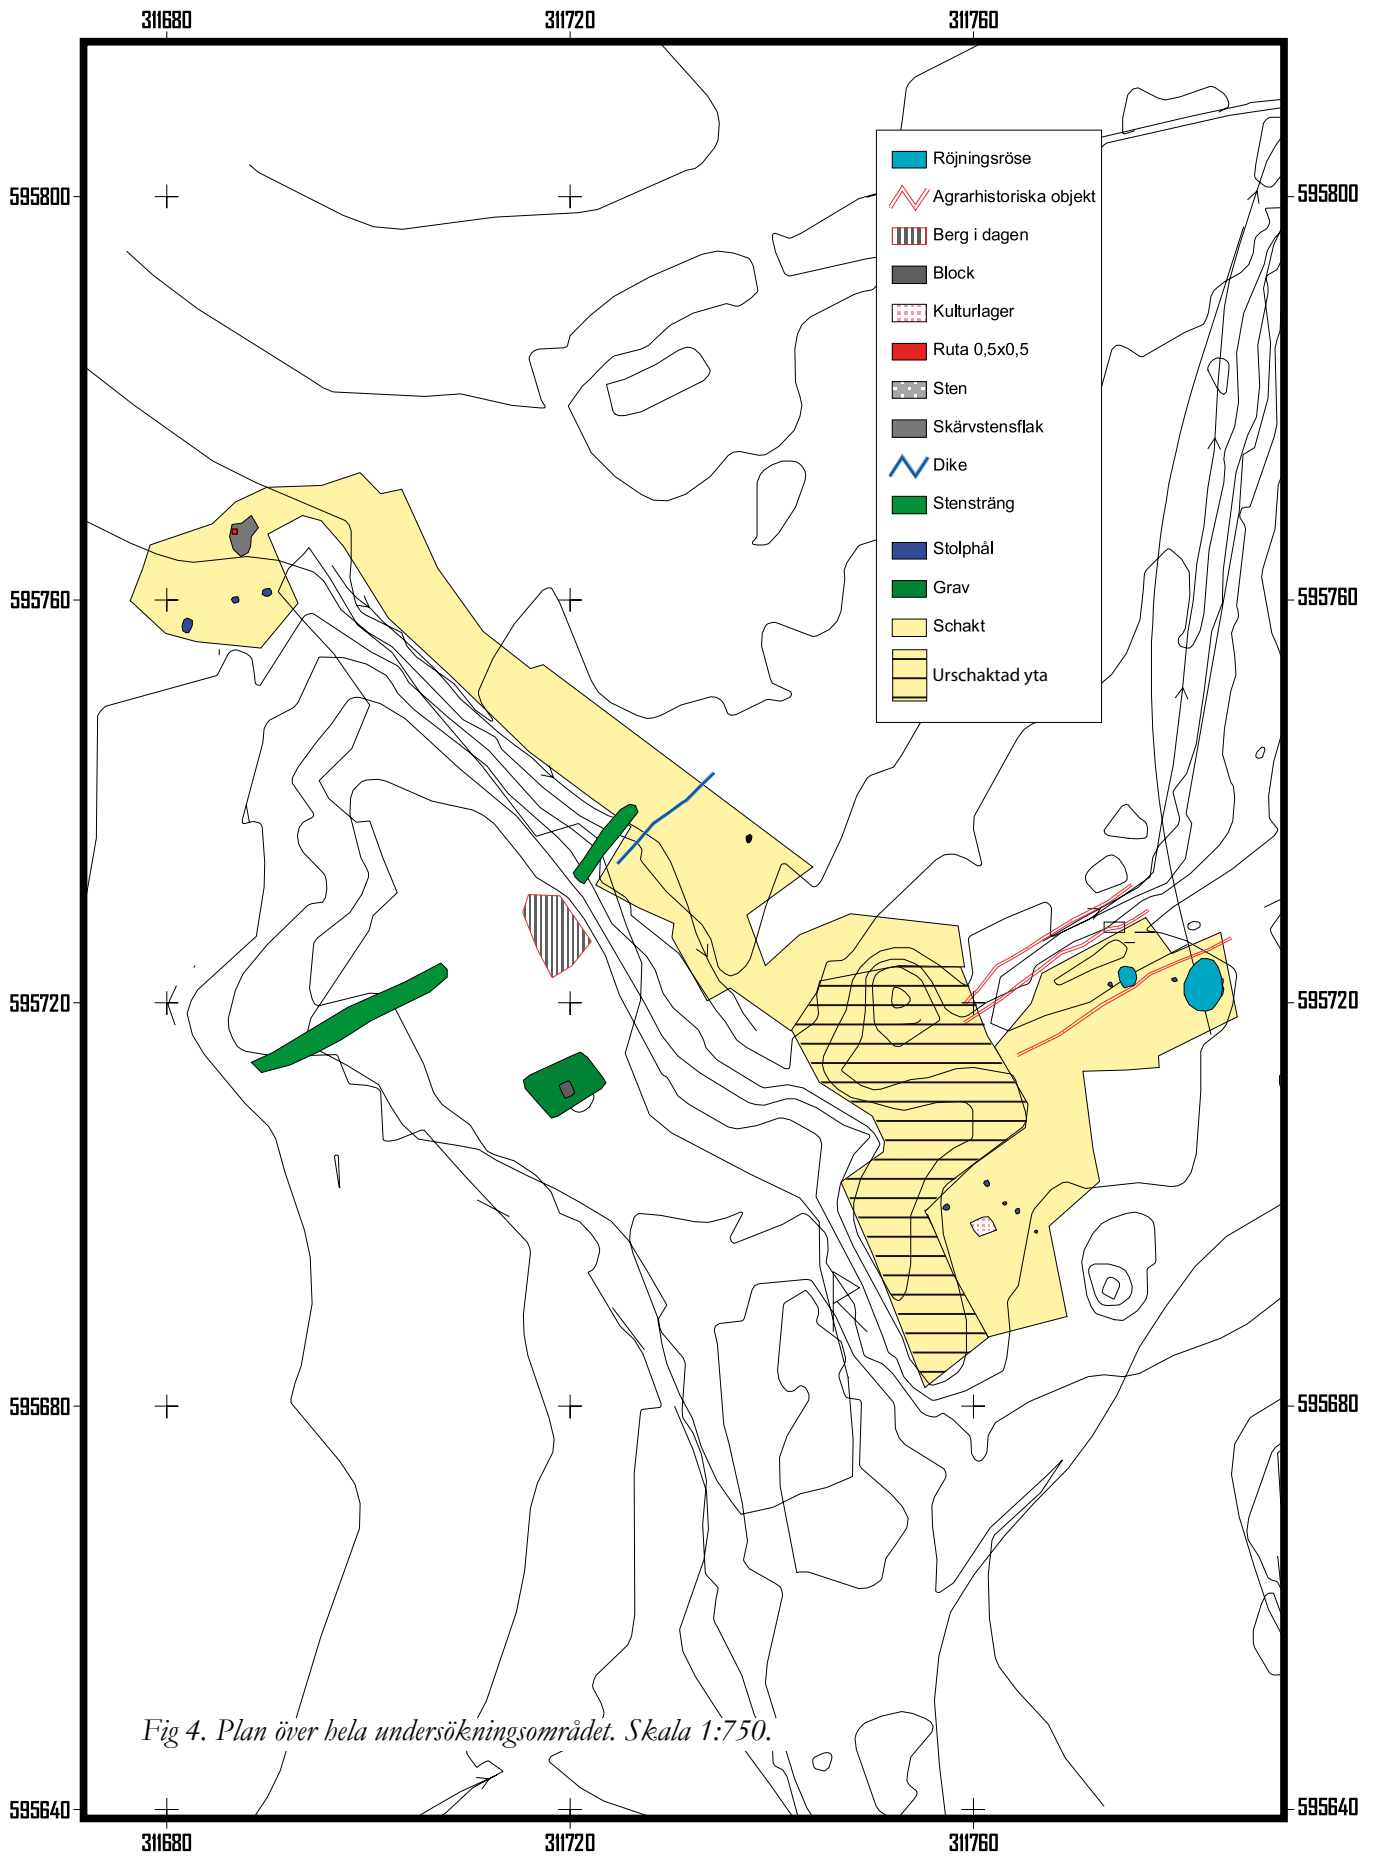 311680 311720 311760
595800 595800
Röjningsröse
Agrarhistoriska objekt
Berg i dagen
Block
Kulturlager
Ruta 0,5x0,5
Sten
Skärvstensflak
Dike
Stensträng
Stolphål
Grav
Schakt
Urschaktad yta
595760 595760
595720 595720
595680 595680
Fig 4. Plan över hela undersökningsområdet. Skala 1:750.
595640 595640
311680 311720 311760